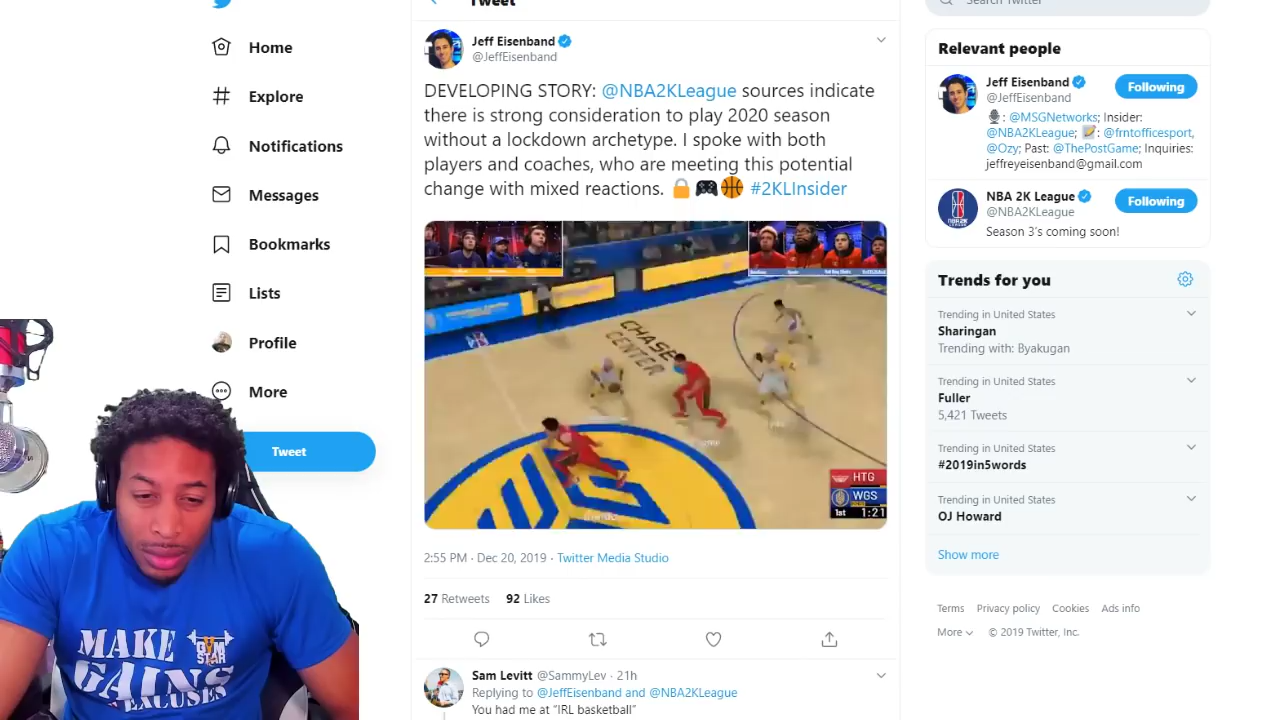 Tweet
Search Twitter
Home
Explore
Notifications
Messages
Bookmarks
Lists
Profile
More
Tweet
Jeff Eisenband
@JeffEisenband
DEVELOPING STORY: @NBA2KLeague sources indicate
there is strong consideration to play 2020 season
without a lockdown archetype. I spoke with both
players and coaches, who are meeting this potential
change with mixed reactions. 🔒🎮🏀 #2KLInsider
CHASE
CENTER
HTG
WGS
1st 1:21
2:55 PM · Dec 20, 2019 · Twitter Media Studio
27 Retweets 92 Likes
Sam Levitt @SammyLev · 21h
Replying to @JeffEisenband and @NBA2KLeague
You had me at “IRL basketball”
Relevant people
Jeff Eisenband
@JeffEisenband
Following
🎙: @MSGNetworks; Insider:
@NBA2KLeague; 📝: @frntofficesport,
@Ozy; Past: @ThePostGame; Inquiries:
jeffreyeisenband@gmail.com
NBA 2K League
@NBA2KLeague
Following
Season 3's coming soon!
Trends for you
Trending in United States
Sharingan
Trending with: Byakugan
Trending in United States
Fuller
5,421 Tweets
Trending in United States
#2019in5words
Trending in United States
OJ Howard
Show more
Terms Privacy policy Cookies Ads info
More © 2019 Twitter, Inc.
MAKE
GYM
STAR
GAINS
EXCUSES